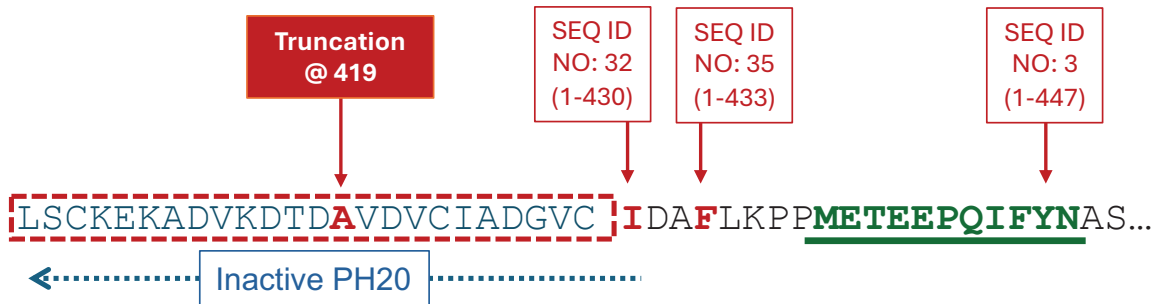 Truncation
@ 419
SEQ ID
NO: 32
(1-430)
SEQ ID
NO: 35
(1-433)
SEQ ID
NO: 3
(1-447)
LSCKEKADVKDTDAVDVCIADGVC IDAFLKPPMETEEPQIFYNAS...
Inactive PH20